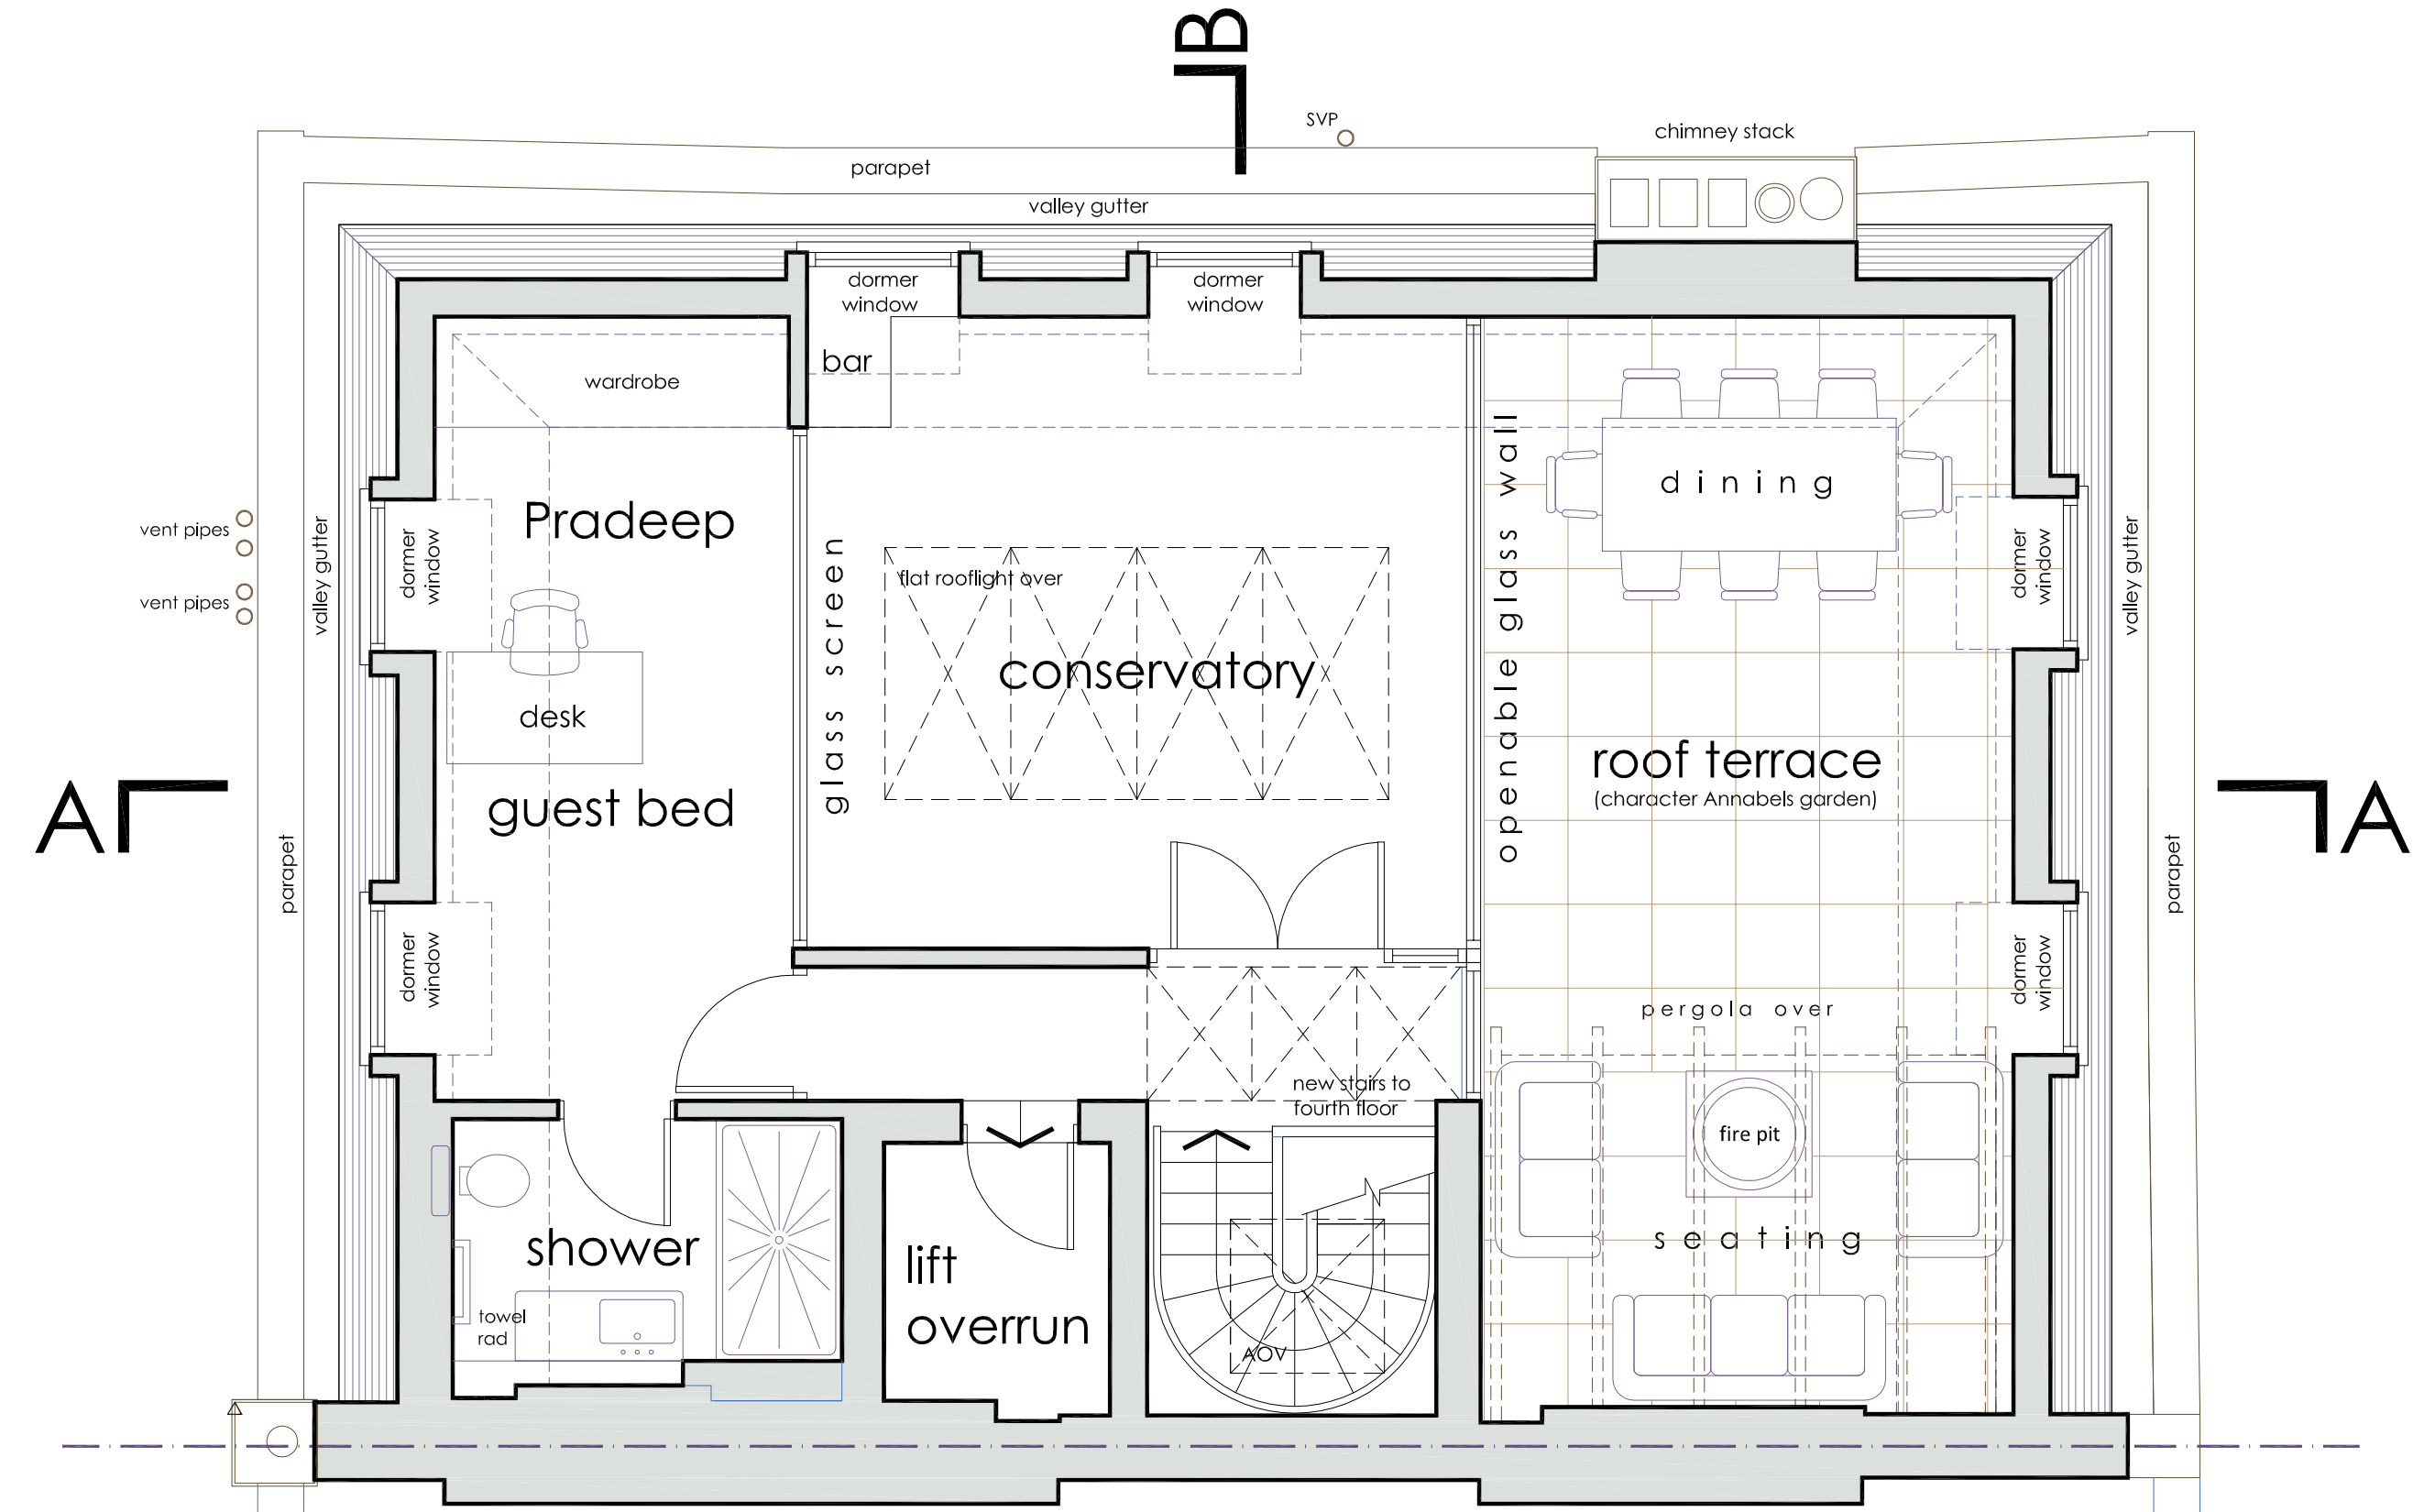 B
SVP
chimney stack
parapet
valley gutter
dormer
window
dormer
window
bar
wardrobe
vent pipes
vent pipes
valley gutter
dormer
window
Pradeep
desk
guest bed
glass screen
flat rooflight over
conservatory
openable glass wall
dining
dormer
window
valley gutter
roof terrace
(character Annabels garden)
A
A
parapet
parapet
dormer
window
dormer
window
pergola over
new stairs to
fourth floor
fire pit
seating
shower
towel
rad
lift
overrun
AOV